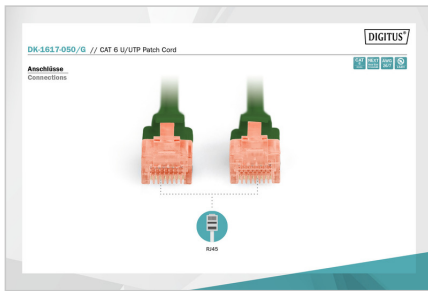 DIGITUS®
DK-1617-050/G // CAT 6 U/UTP Patch Cord
Anschlüsse
Connections
RJ45